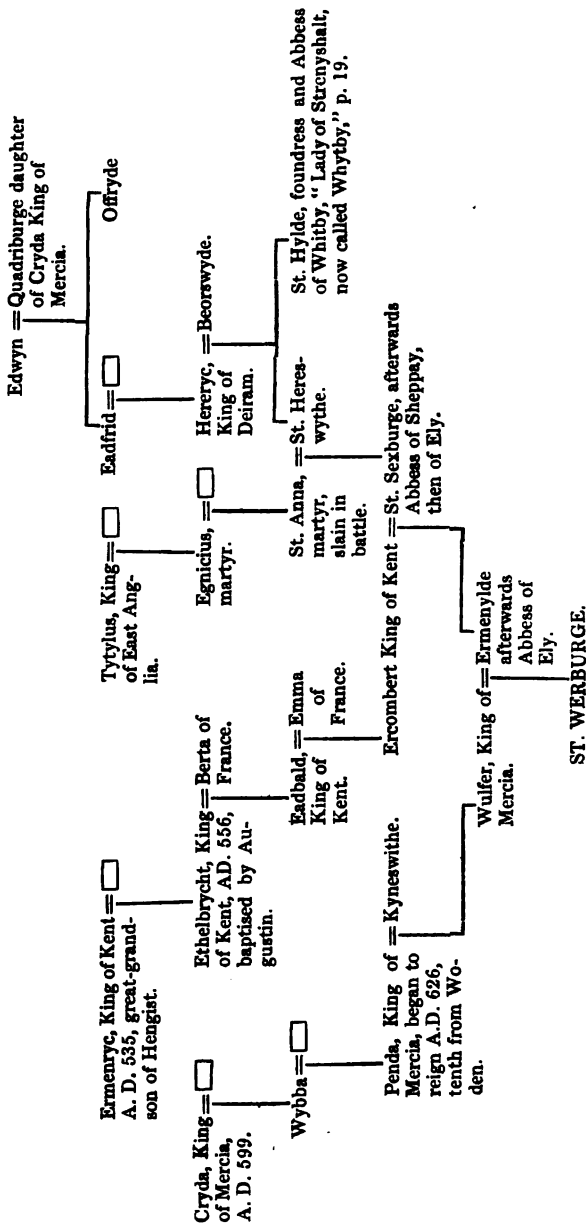 Edwyn = Quadriburge daughter
of Cryda King of
Mercia.
Eadfrid =
Offryde
Tytylus, King =
of East Ang-
lia.
Ermenryc, King of Kent =
A. D. 535, great-grand-
son of Hengist.
Hereryc, = Beorswyde.
King of
Deiram.
Egnicius, =
martyr.
Ethelbrycht, King = Berta of
of Kent, AD. 556, France.
baptised by Au-
gustin.
Cryda, King =
of Mercia,
A. D. 599.
St. Hylde, foundress and Abbess
of Whitby, “ Lady of Strenyshalt,
now called Whytby,” p. 19.
St. Anna, = St. Heres-
martyr, wythe.
slain in
battle.
Eadbald, = Emma
King of of
Kent. France.
Wybba =
Ercombert King of Kent = St. Sexburge, afterwards
Abbess of Sheppay,
then of Ely.
Penda, King of = Kyneswithe.
Mercia, began to
reign A.D. 626,
tenth from Wo-
den.
Wulfer, King of = Ermenylde
Mercia. afterwards
Abbess of
Ely.
ST. WERBURGE.